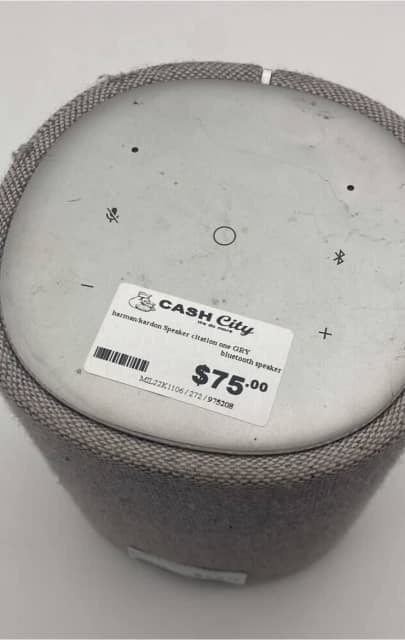 CASH City
we do more
harman/kardon Speaker citation one GRY
bluetooth speaker
$75.00
MIL22K1106 / 272 / 975208